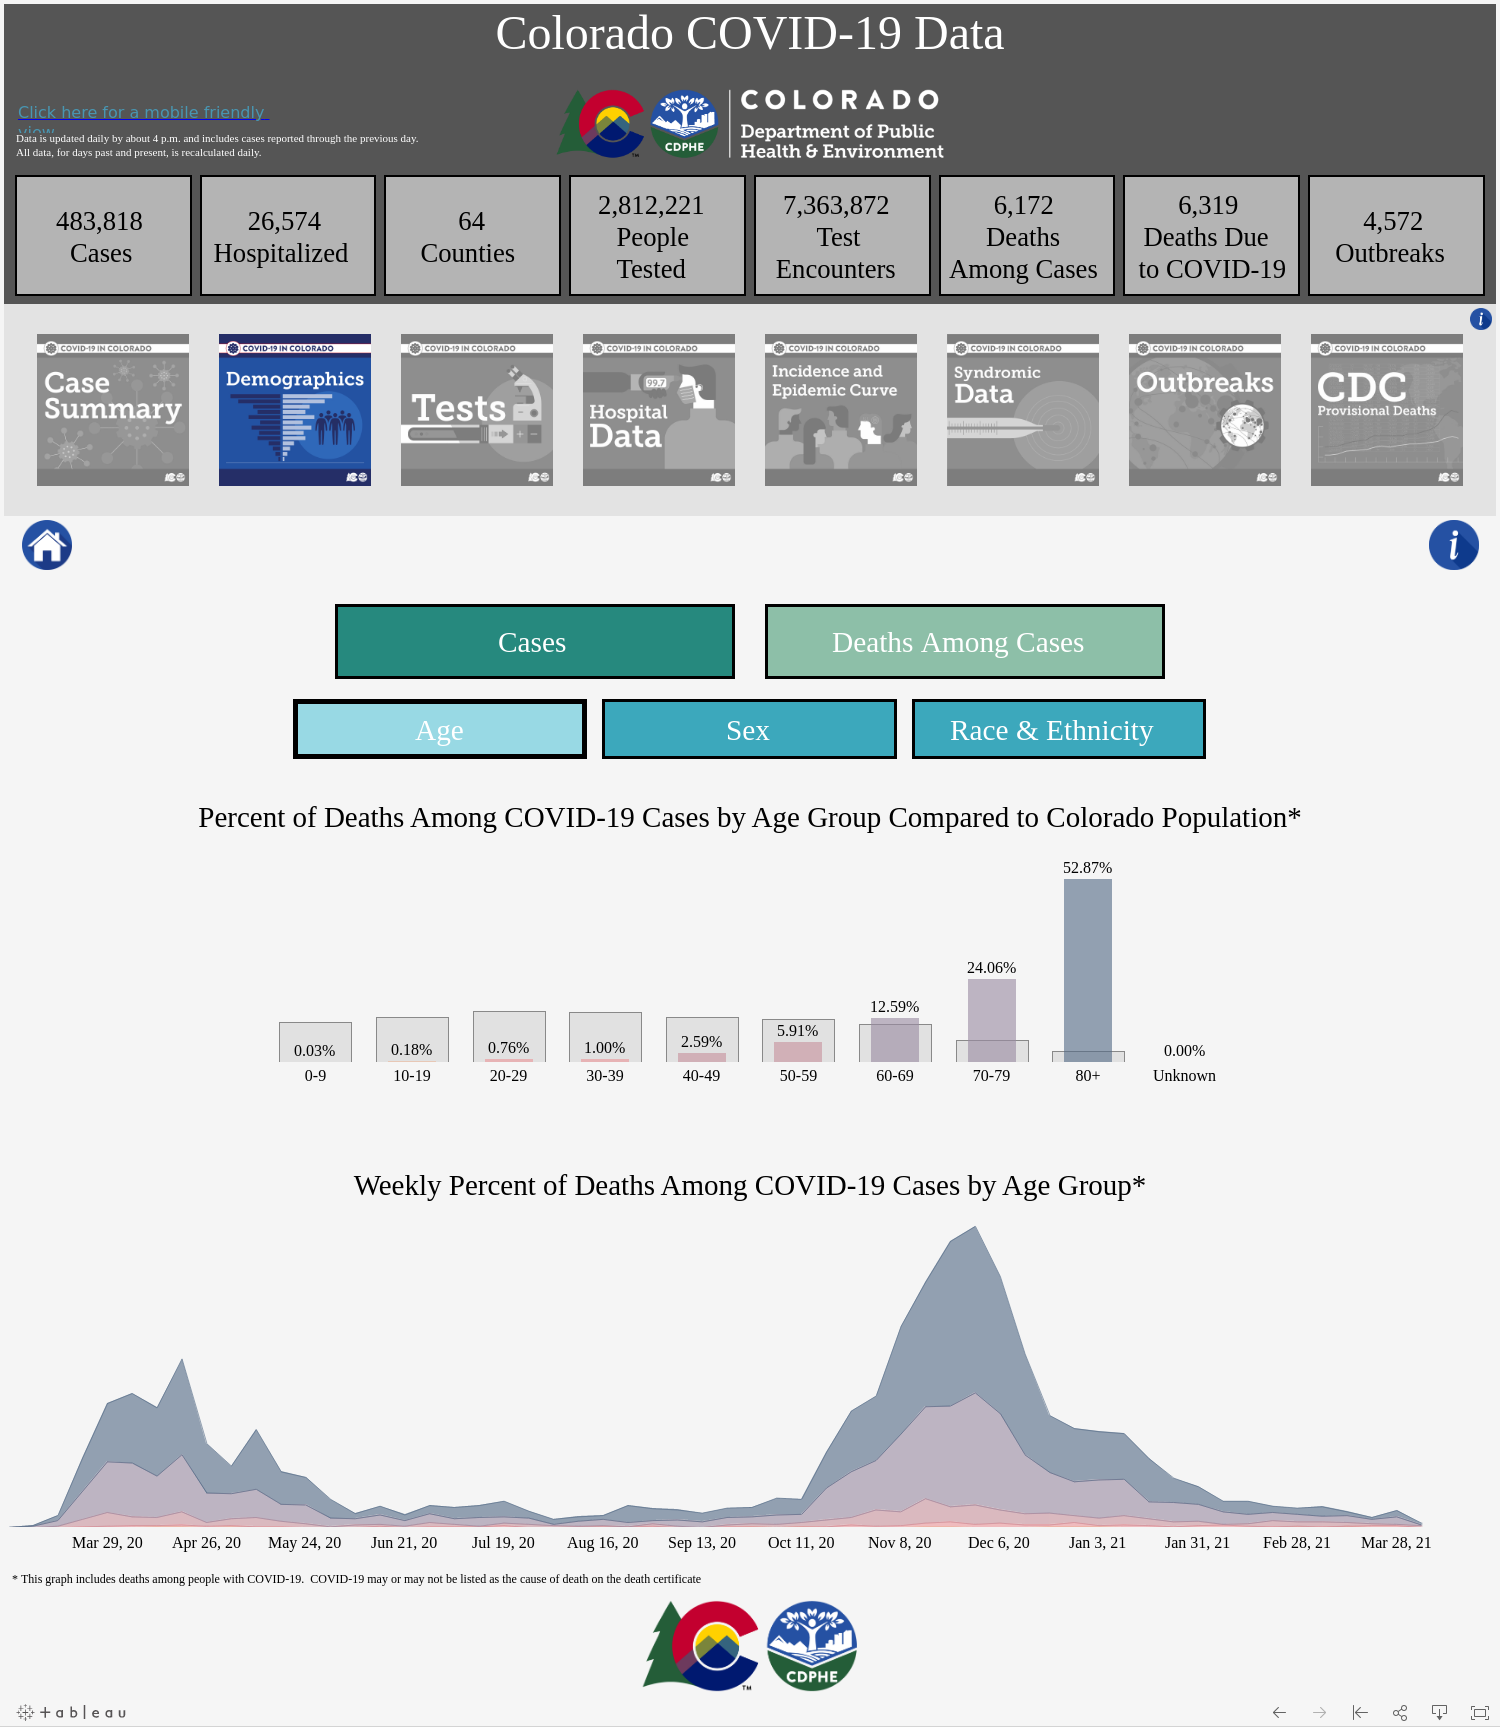 Colorado COVID-19 Data
Click here for a mobile friendly
view
Data is updated daily by about 4 p.m. and includes cases reported through the previous day.
All data, for days past and present, is recalculated daily.
CDPHE
TM
COLORADO
Department of Public
Health & Environment
483,818
Cases
26,574
Hospitalized
64
Counties
2,812,221
People
Tested
7,363,872
Test
Encounters
6,172
Deaths
Among Cases
6,319
Deaths Due
to COVID-19
4,572
Outbreaks
i
COVID-19 IN COLORADO
Case
Summary
COVID-19 IN COLORADO
Demographics
COVID-19 IN COLORADO
Tests
COVID-19 IN COLORADO
99.7
Hospital
Data
COVID-19 IN COLORADO
Incidence and
Epidemic Curve
COVID-19 IN COLORADO
Syndromic
Data
COVID-19 IN COLORADO
Outbreaks
COVID-19 IN COLORADO
CDC
Provisional Deaths
i
Cases
Deaths Among Cases
Age
Sex
Race & Ethnicity
Percent of Deaths Among COVID-19 Cases by Age Group Compared to Colorado Population*
0.03% 0.18% 0.76% 1.00% 2.59% 5.91% 12.59% 24.06% 52.87% 0.00%
0-9 10-19 20-29 30-39 40-49 50-59 60-69 70-79 80+ Unknown
Weekly Percent of Deaths Among COVID-19 Cases by Age Group*
Mar 29, 20 Apr 26, 20 May 24, 20 Jun 21, 20 Jul 19, 20 Aug 16, 20 Sep 13, 20 Oct 11, 20 Nov 8, 20 Dec 6, 20 Jan 3, 21 Jan 31, 21 Feb 28, 21 Mar 28, 21
* This graph includes deaths among people with COVID-19.  COVID-19 may or may not be listed as the cause of death on the death certificate
TM
CDPHE
+ableau